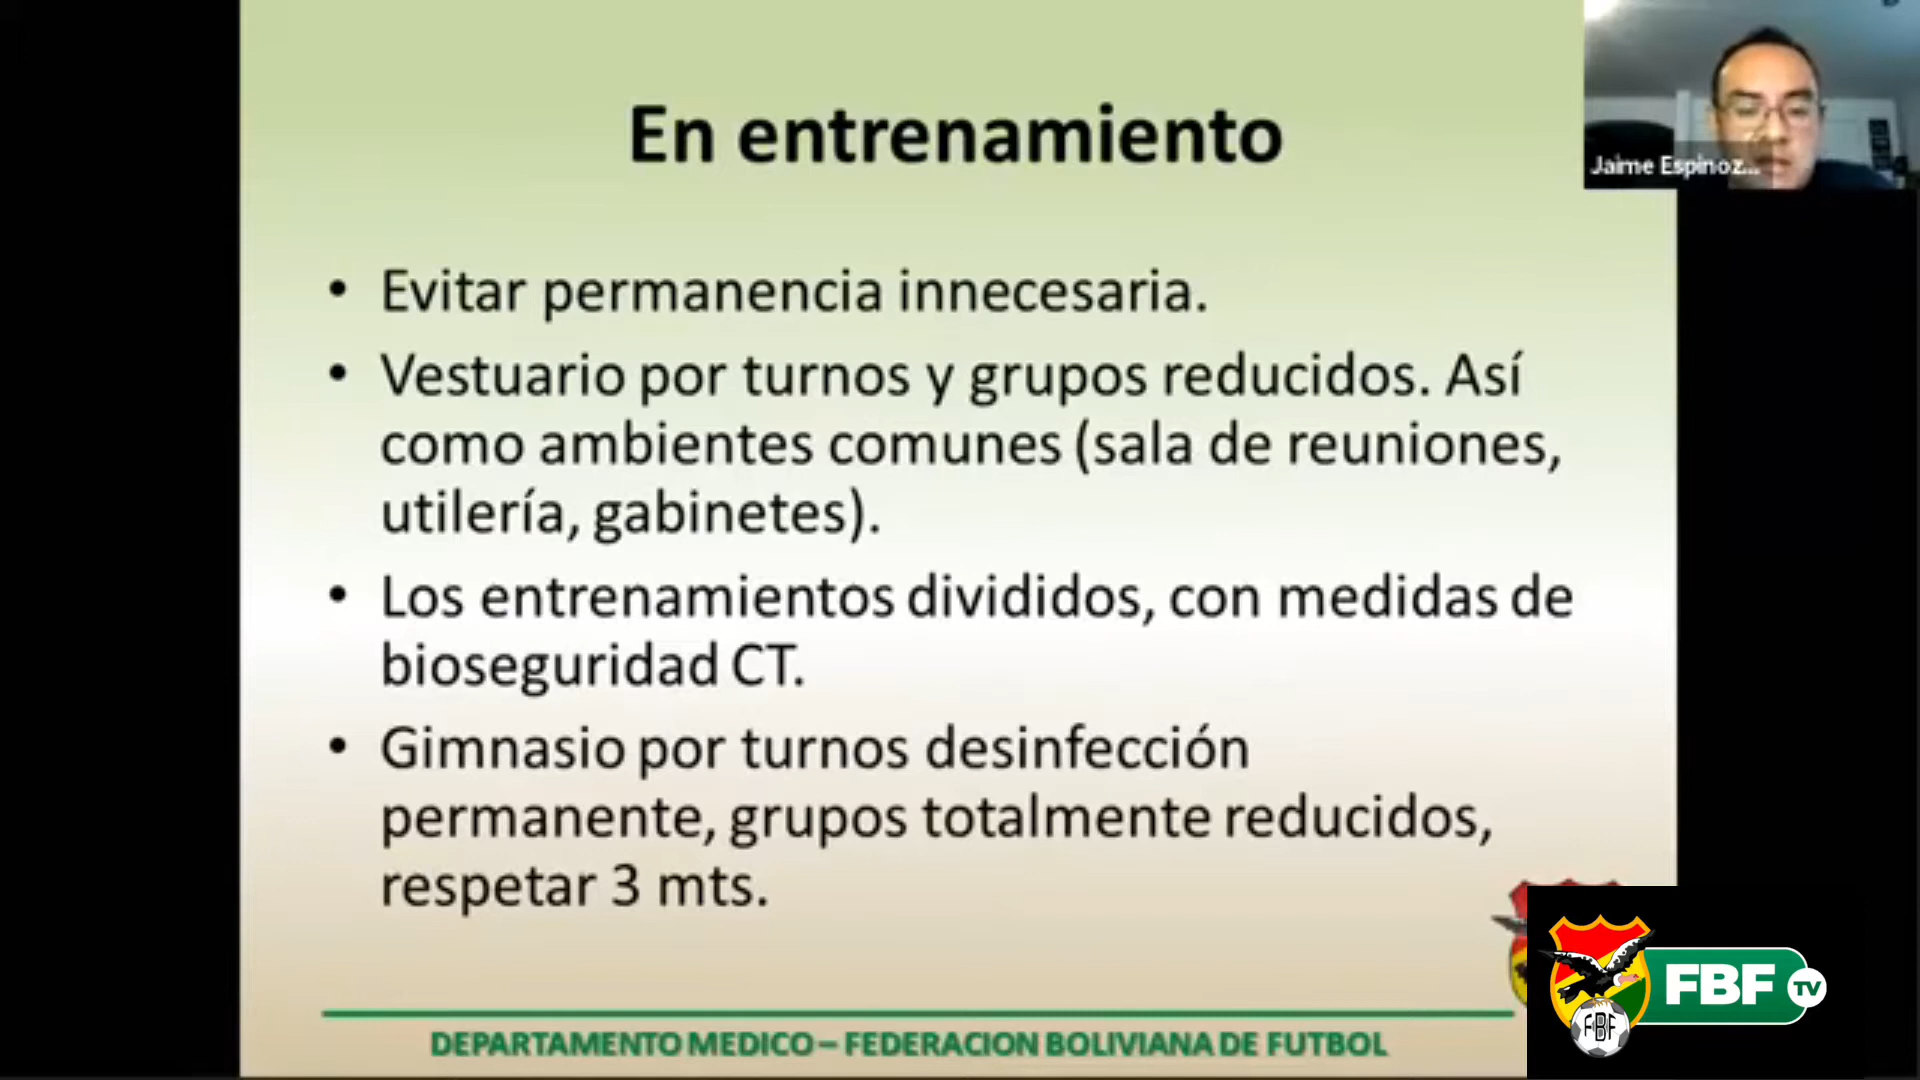 En entrenamiento
Jaime Espinoz...
• Evitar permanencia innecesaria.
• Vestuario por turnos y grupos reducidos. Así
como ambientes comunes (sala de reuniones,
utilería, gabinetes).
• Los entrenamientos divididos, con medidas de
bioseguridad CT.
• Gimnasio por turnos desinfección
permanente, grupos totalmente reducidos,
respetar 3 mts.
DEPARTAMENTO MEDICO – FEDERACION BOLIVIANA DE FUTBOL
FBF TV
FBF